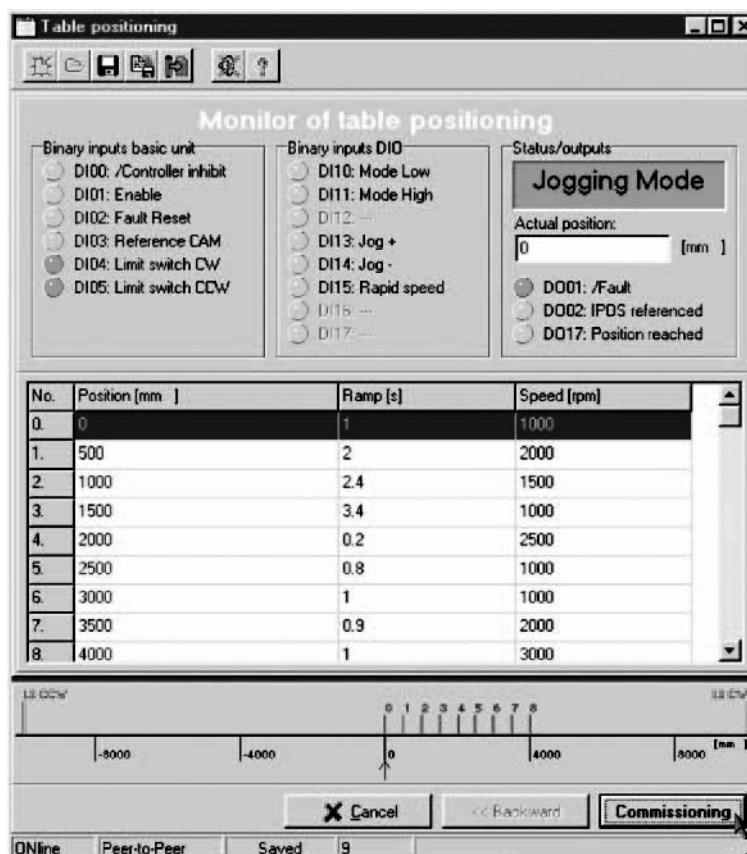 Table positioning
Monitor of table positioning
Binary inputs basic unit
DI00: /Controller inhibit
DI01: Enable
DI02: Fault Reset
DI03: Reference CAM
DI04: Limit switch CW
DI05: Limit switch CCW
Binary inputs DIO
DI10: Mode Low
DI11: Mode High
DI12: ---
DI13: Jog +
DI14: Jog -
DI15: Rapid speed
DI16: ---
DI17: ---
Status/outputs
Jogging Mode
Actual position:
0 [mm ]
DO01: /Fault
DO02: IPOS referenced
DO17: Position reached
No. Position [mm ] Ramp [s] Speed [rpm]
0. 0 1 1000
1. 500 2 2000
2. 1000 2.4 1500
3. 1500 3.4 1000
4. 2000 0.2 2500
5. 2500 0.8 1000
6. 3000 1 1000
7. 3500 0.9 2000
8. 4000 1 3000
LS CCW LS CW
0 1 2 3 4 5 6 7 8
-8000 -4000 0 4000 8000 [mm ]
Cancel << Backward Commissioning
ONline Peer-to-Peer Saved 9